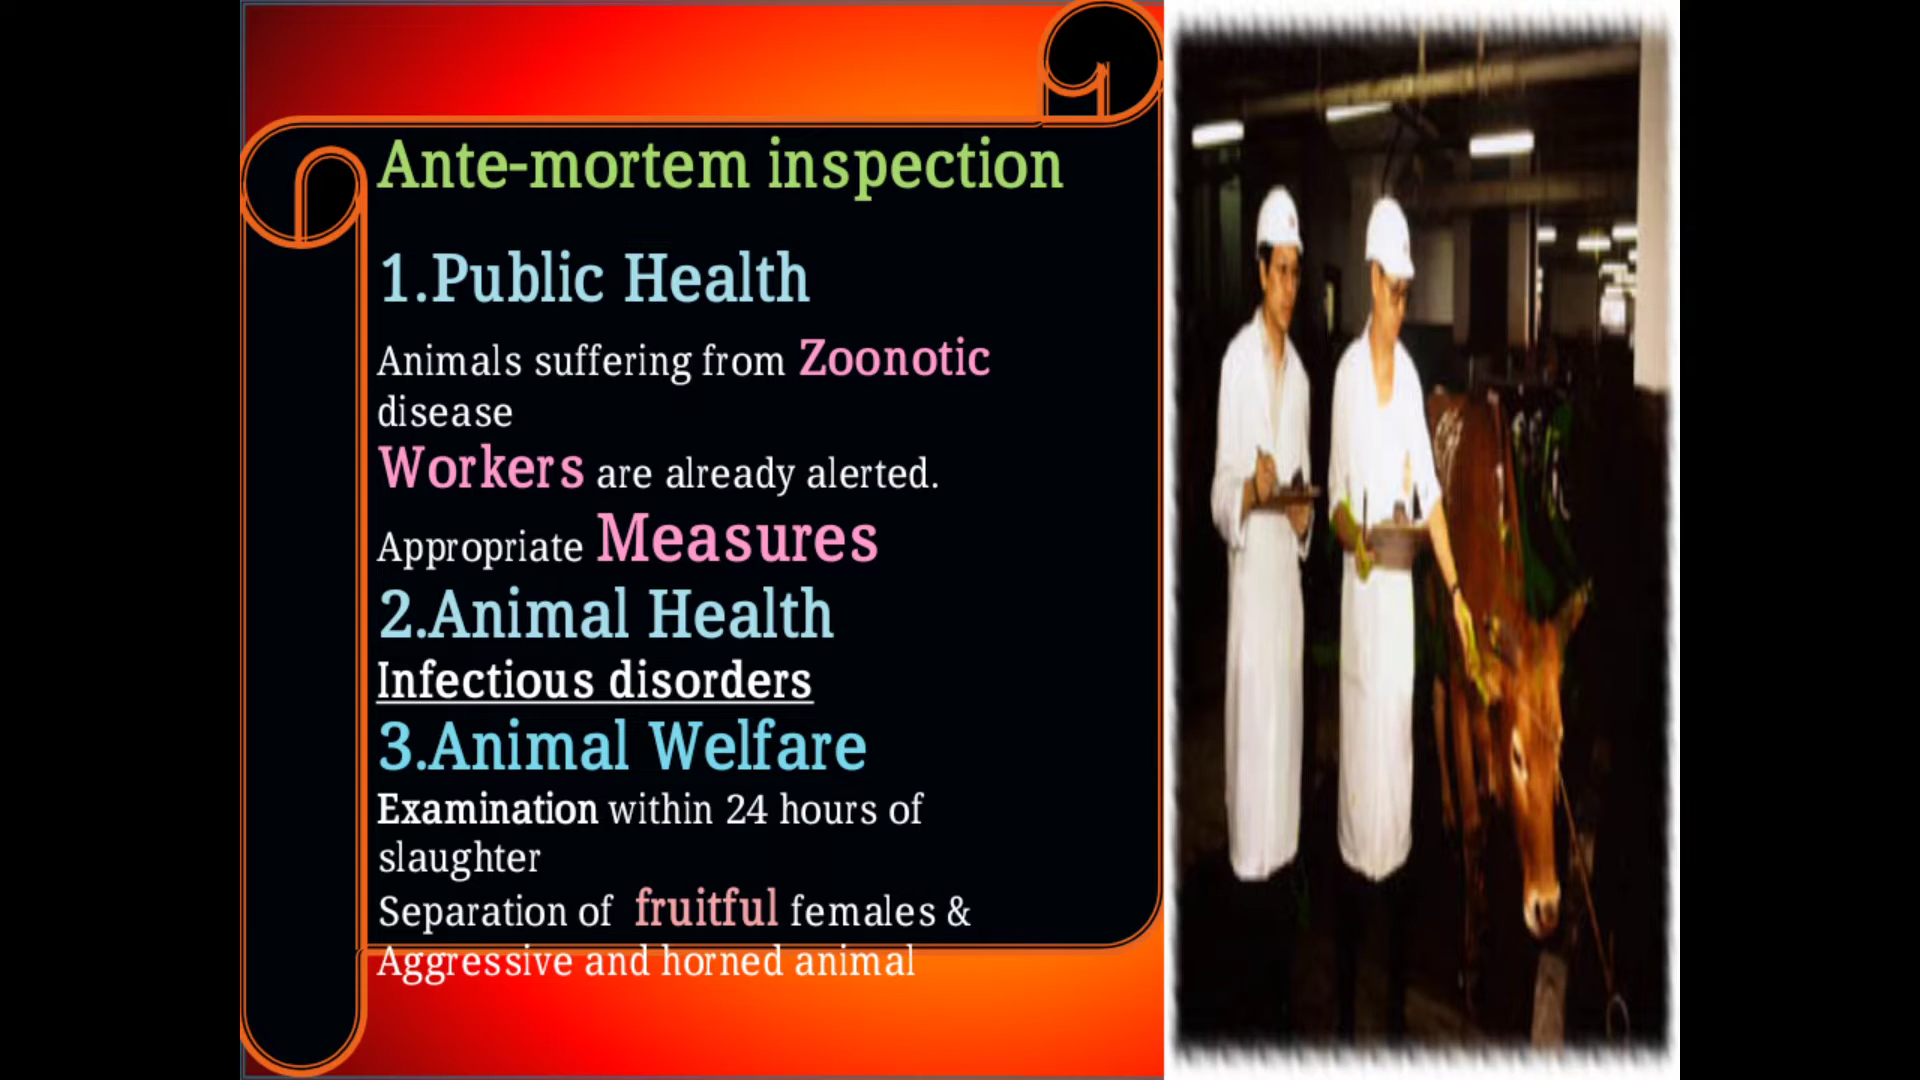 Ante-mortem inspection
1.Public Health
Animals suffering from Zoonotic
disease
Workers are already alerted.
Appropriate Measures
2.Animal Health
Infectious disorders
3.Animal Welfare
Examination within 24 hours of
slaughter
Separation of fruitful females &
Aggressive and horned animal